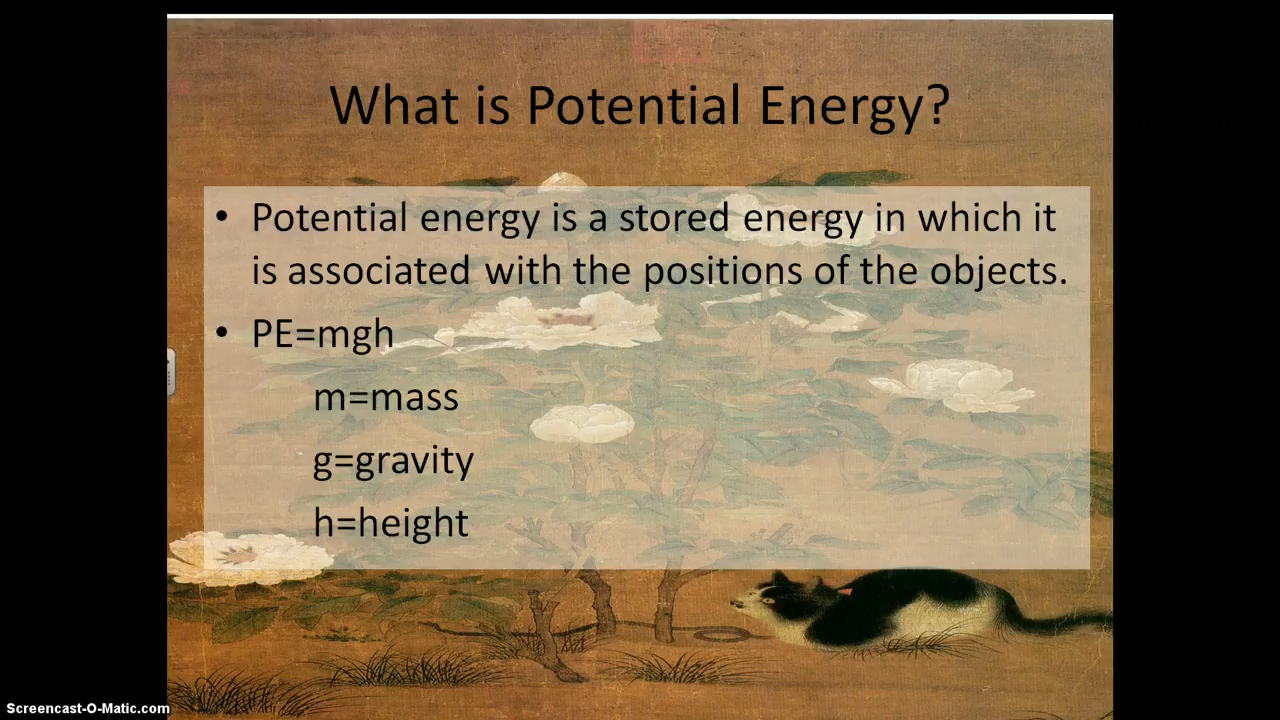 What is Potential Energy?
• Potential energy is a stored energy in which it
is associated with the positions of the objects.
• PE=mgh
m=mass
g=gravity
h=height
Screencast-O-Matic.com